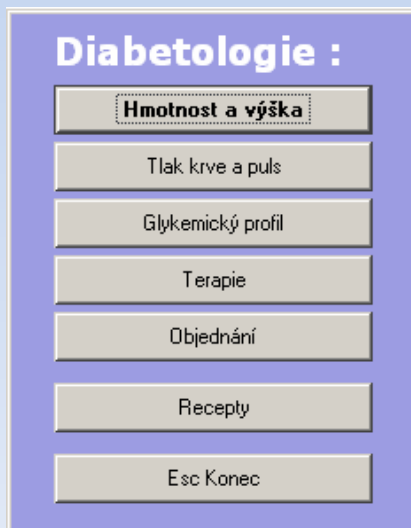 Diabetologie :
Hmotnost a výška
Tlak krve a puls
Glykemický profil
Terapie
Objednání
Recepty
Esc Konec